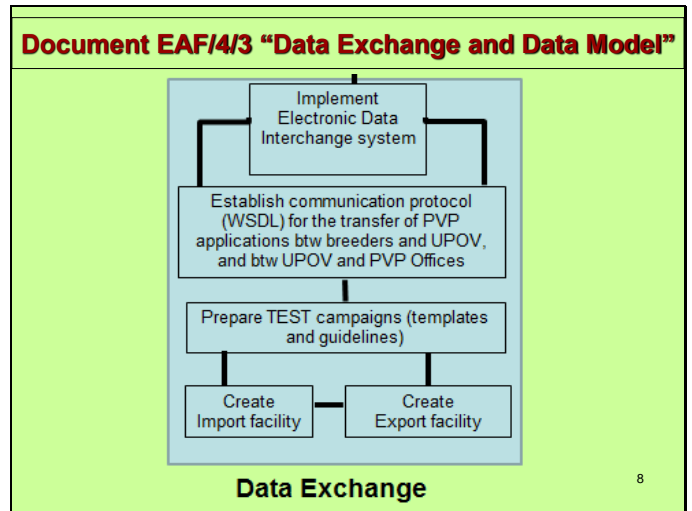 Document EAF/4/3 “Data Exchange and Data Model”
Implement
Electronic Data
Interchange system
Establish communication protocol
(WSDL) for the transfer of PVP
applications btw breeders and UPOV,
and btw UPOV and PVP Offices
Prepare TEST campaigns (templates
and guidelines)
Create
Import facility
Create
Export facility
Data Exchange
8